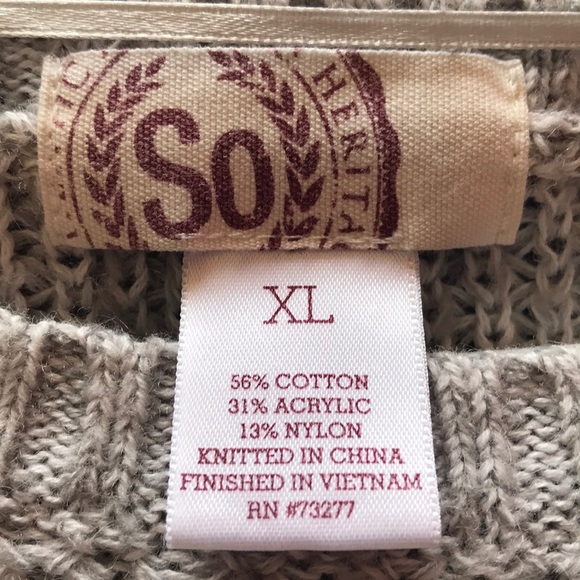 So
XL
56% COTTON
31% ACRYLIC
13% NYLON
KNITTED IN CHINA
FINISHED IN VIETNAM
RN #73277